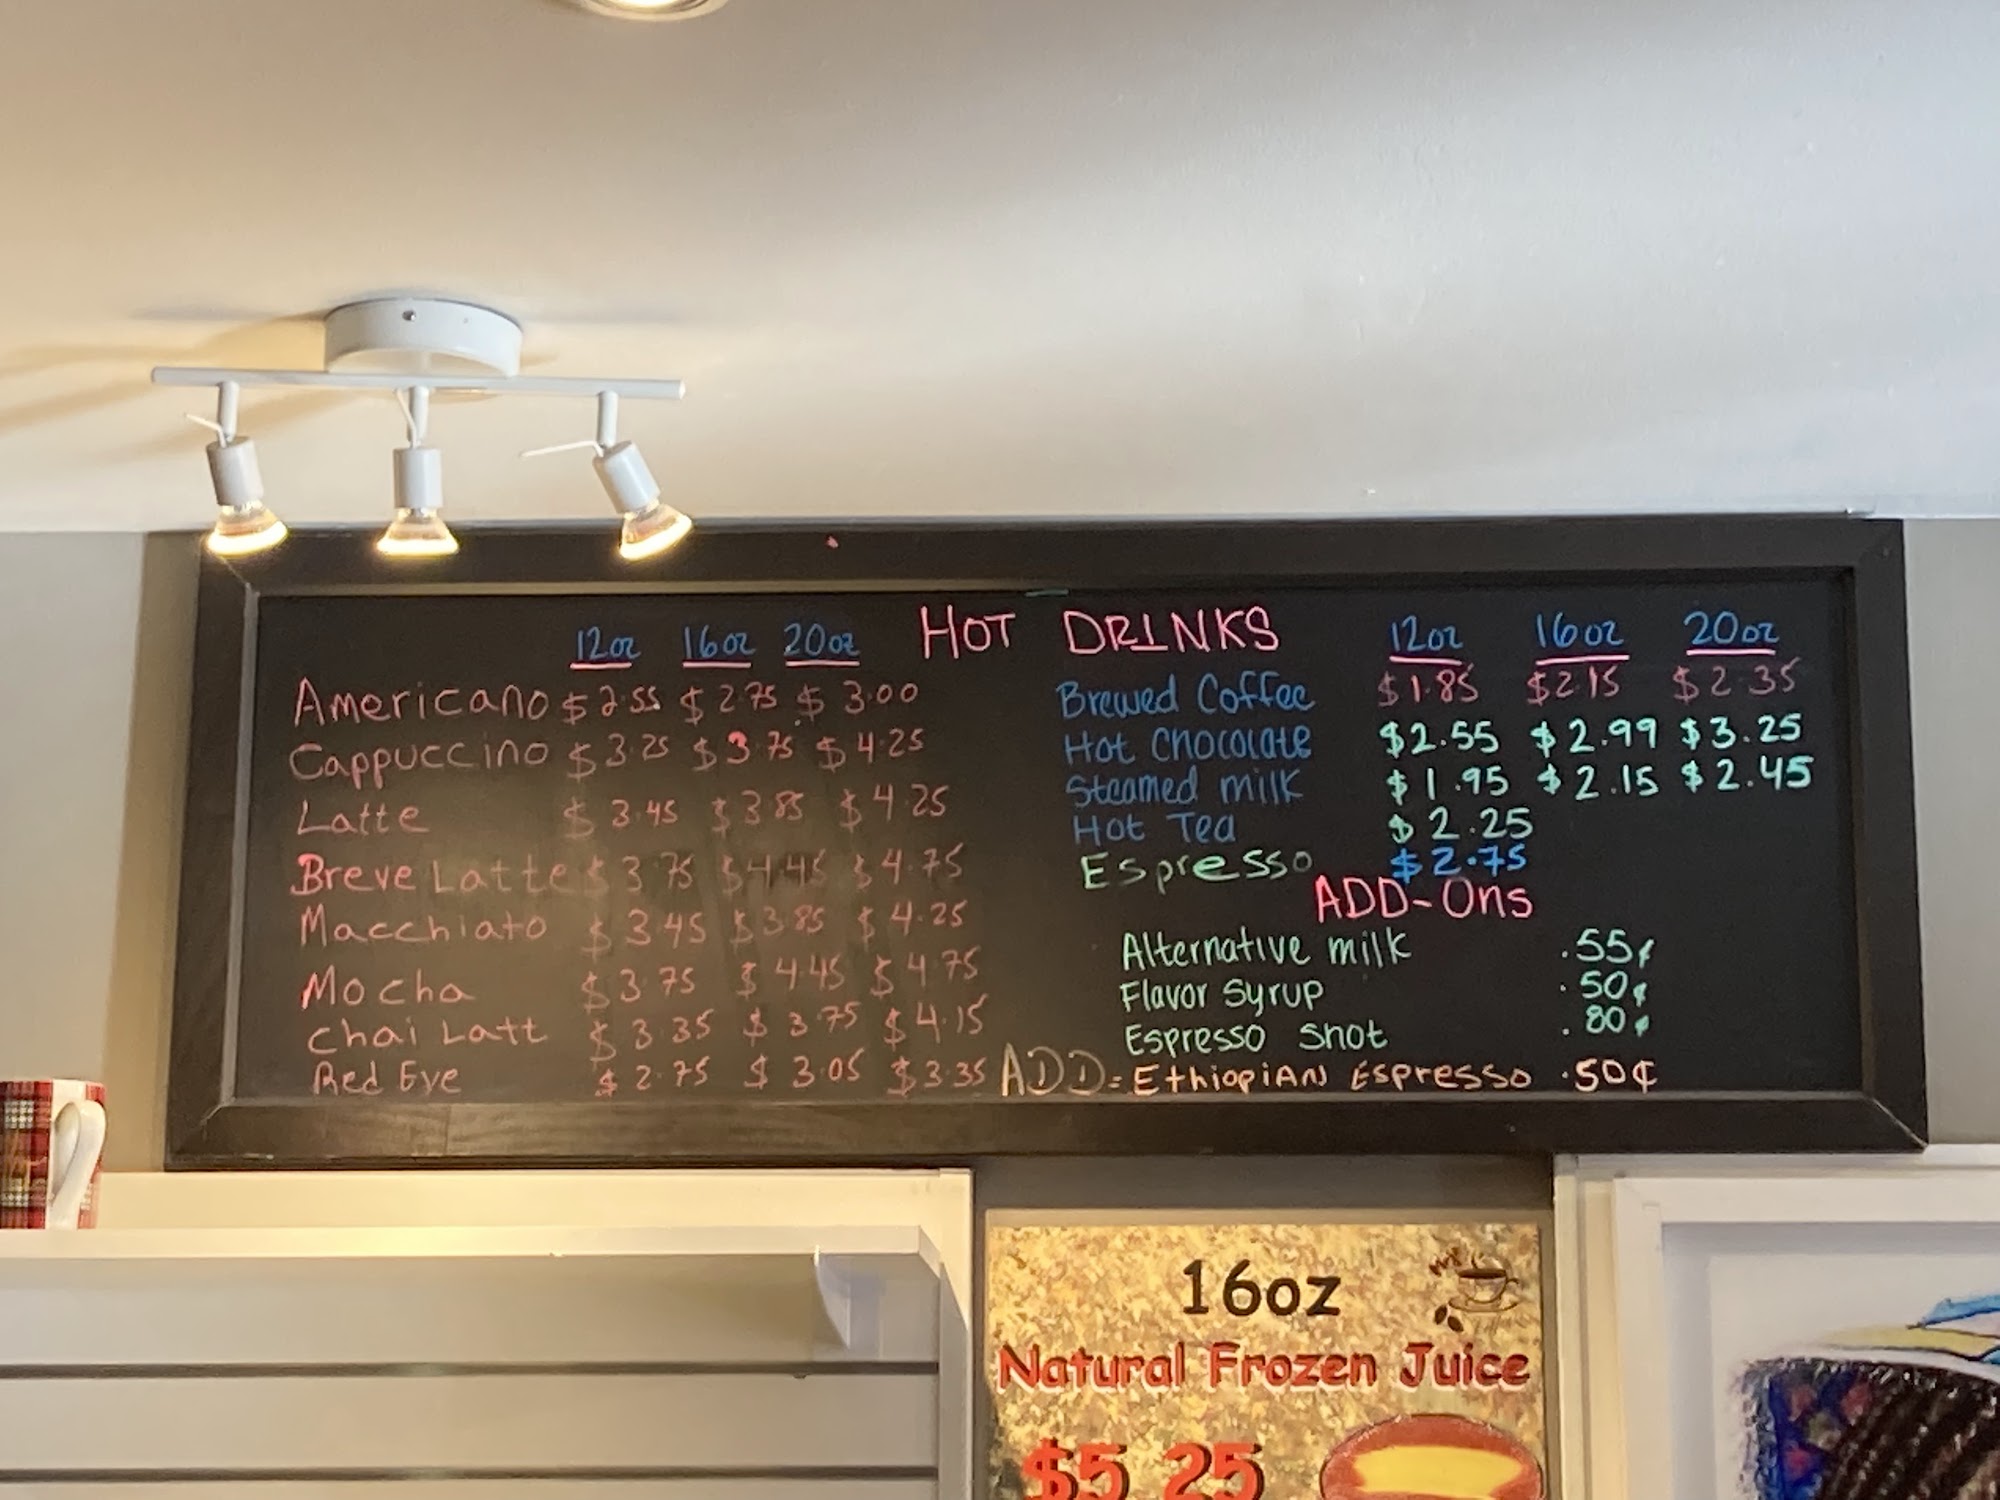 HOT DRINKS
12oz 16oz 20oz
Americano $2.55 $2.75 $3.00
Cappuccino $3.25 $3.75 $4.25
Latte $3.45 $3.85 $4.25
Breve Latte $3.75 $4.45 $4.75
Macchiato $3.45 $3.85 $4.25
Mocha $3.75 $4.45 $4.75
Chai Latt $3.35 $3.75 $4.15
Red Eye $2.75 $3.05 $3.35
12oz 16oz 20oz
Brewed Coffee $1.85 $2.15 $2.35
Hot Chocolate $2.55 $2.99 $3.25
Steamed milk $1.95 $2.15 $2.45
Hot Tea $2.25
Espresso $2.75
ADD-Ons
Alternative milk .55¢
Flavor Syrup .50¢
Espresso Shot .80¢
ADD = Ethiopian Espresso .50¢
16oz
Natural Frozen Juice
$5.25